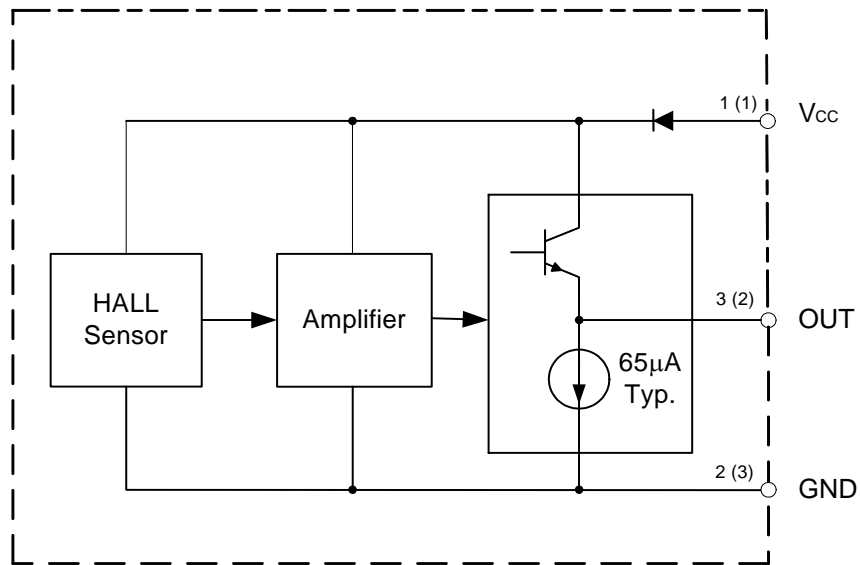 1 (1)
Vcc
HALL
Sensor
Amplifier
3 (2)
OUT
65μA
Typ.
2 (3)
GND